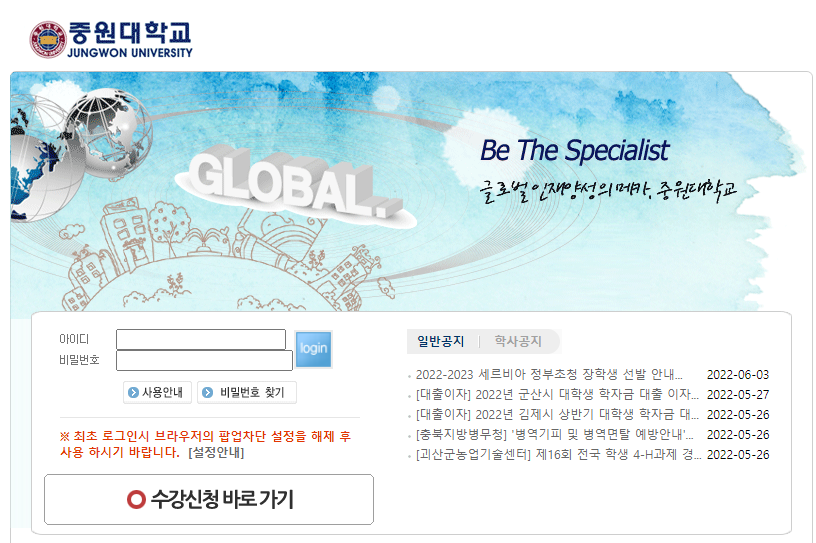 중원대학교
JUNGWON UNIVERSITY
GLOBAL..
Be The Specialist
글로벌 인재양성의 메카, 중원대학교
아이디
비밀번호
login
사용안내
비밀번호 찾기
※ 최초 로그인시 브라우저의 팝업차단 설정을 해제 후
사용 하시기 바랍니다. [설정안내]
수강신청 바로 가기
일반공지 학사공지
2022-2023 세르비아 정부초청 장학생 선발 안내... 2022-06-03
[대출이자] 2022년 군산시 대학생 학자금 대출 이자... 2022-05-27
[대출이자] 2022년 김제시 상반기 대학생 학자금 대... 2022-05-26
[충북지방병무청] '병역기피 및 병역면탈 예방안내'... 2022-05-26
[괴산군농업기술센터] 제16회 전국 학생 4-H과제 경... 2022-05-26